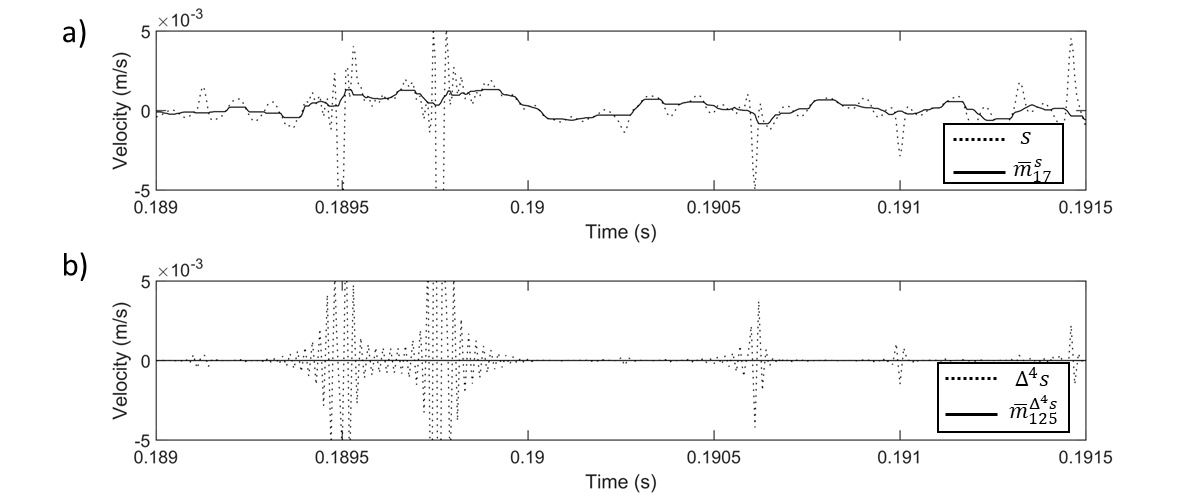 a)
×10⁻³
5
0
-5
Velocity (m/s)
s
m̅ˢ₁₇
0.189 0.1895 0.19 0.1905 0.191 0.1915
Time (s)
b)
×10⁻³
5
0
-5
Velocity (m/s)
Δ⁴s
m̅^{Δ⁴s}₁₂₅
0.189 0.1895 0.19 0.1905 0.191 0.1915
Time (s)